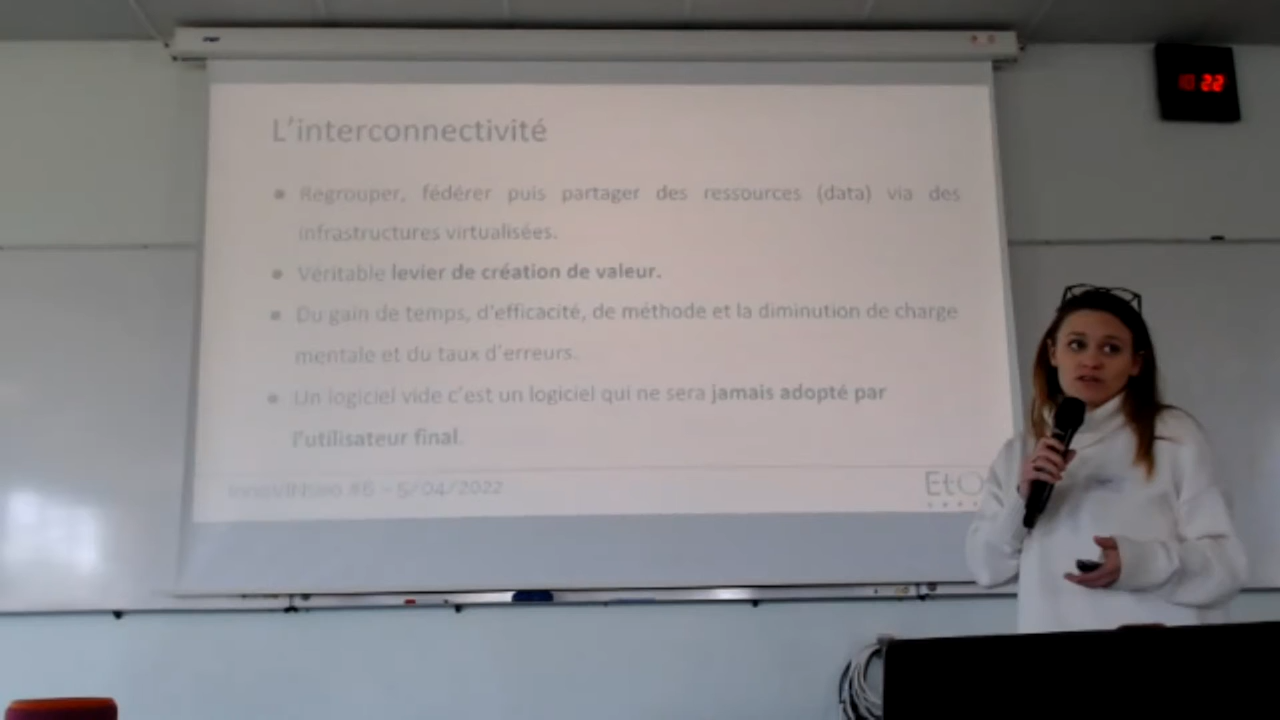 L'interconnectivité
• Regrouper, fédérer puis partager des ressources (data) via des
infrastructures virtualisées.
• Véritable levier de création de valeur.
• Du gain de temps, d'efficacité, de méthode et la diminution de charge
mentale et du taux d'erreurs.
• Un logiciel vide c'est un logiciel qui ne sera jamais adopté par
l'utilisateur final.
#6 – 5/04/2022
22